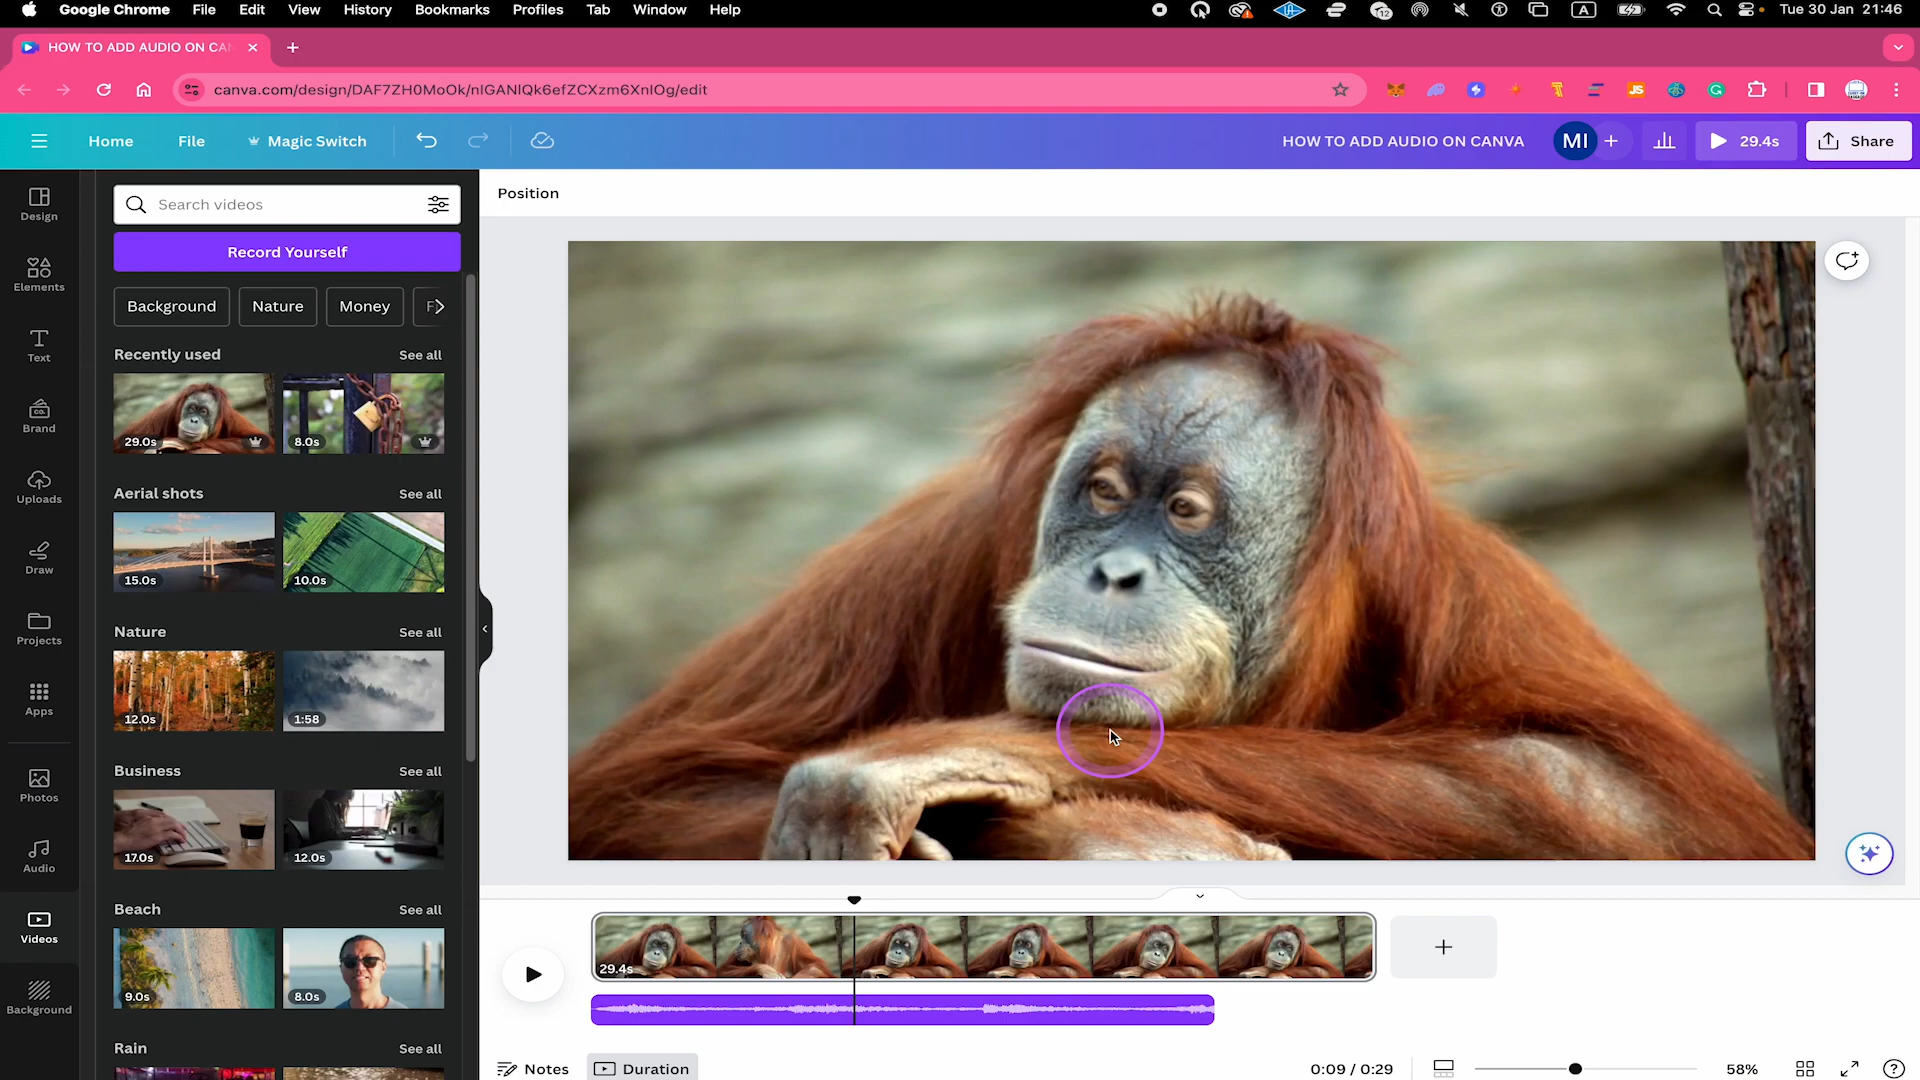 Google Chrome File Edit View History Bookmarks Profiles Tab Window Help 12 A Tue 30 Jan 21:46
HOW TO ADD AUDIO ON CAN
canva.com/design/DAF7ZH0MoOk/nIGANIQk6efZCXzm6XnIOg/edit JS
Home File Magic Switch HOW TO ADD AUDIO ON CANVA MI + 29.4s Share
Design
Elements
Text
Brand
Uploads
Draw
Projects
Apps
Photos
Audio
Videos
Background
Search videos
Record Yourself
Background Nature Money
Recently used See all
29.0s 8.0s
Aerial shots See all
15.0s 10.0s
Nature See all
12.0s 1:58
Business See all
17.0s 12.0s
Beach See all
9.0s 8.0s
Rain See all
Position
29.4s
Notes Duration 0:09 / 0:29 58%